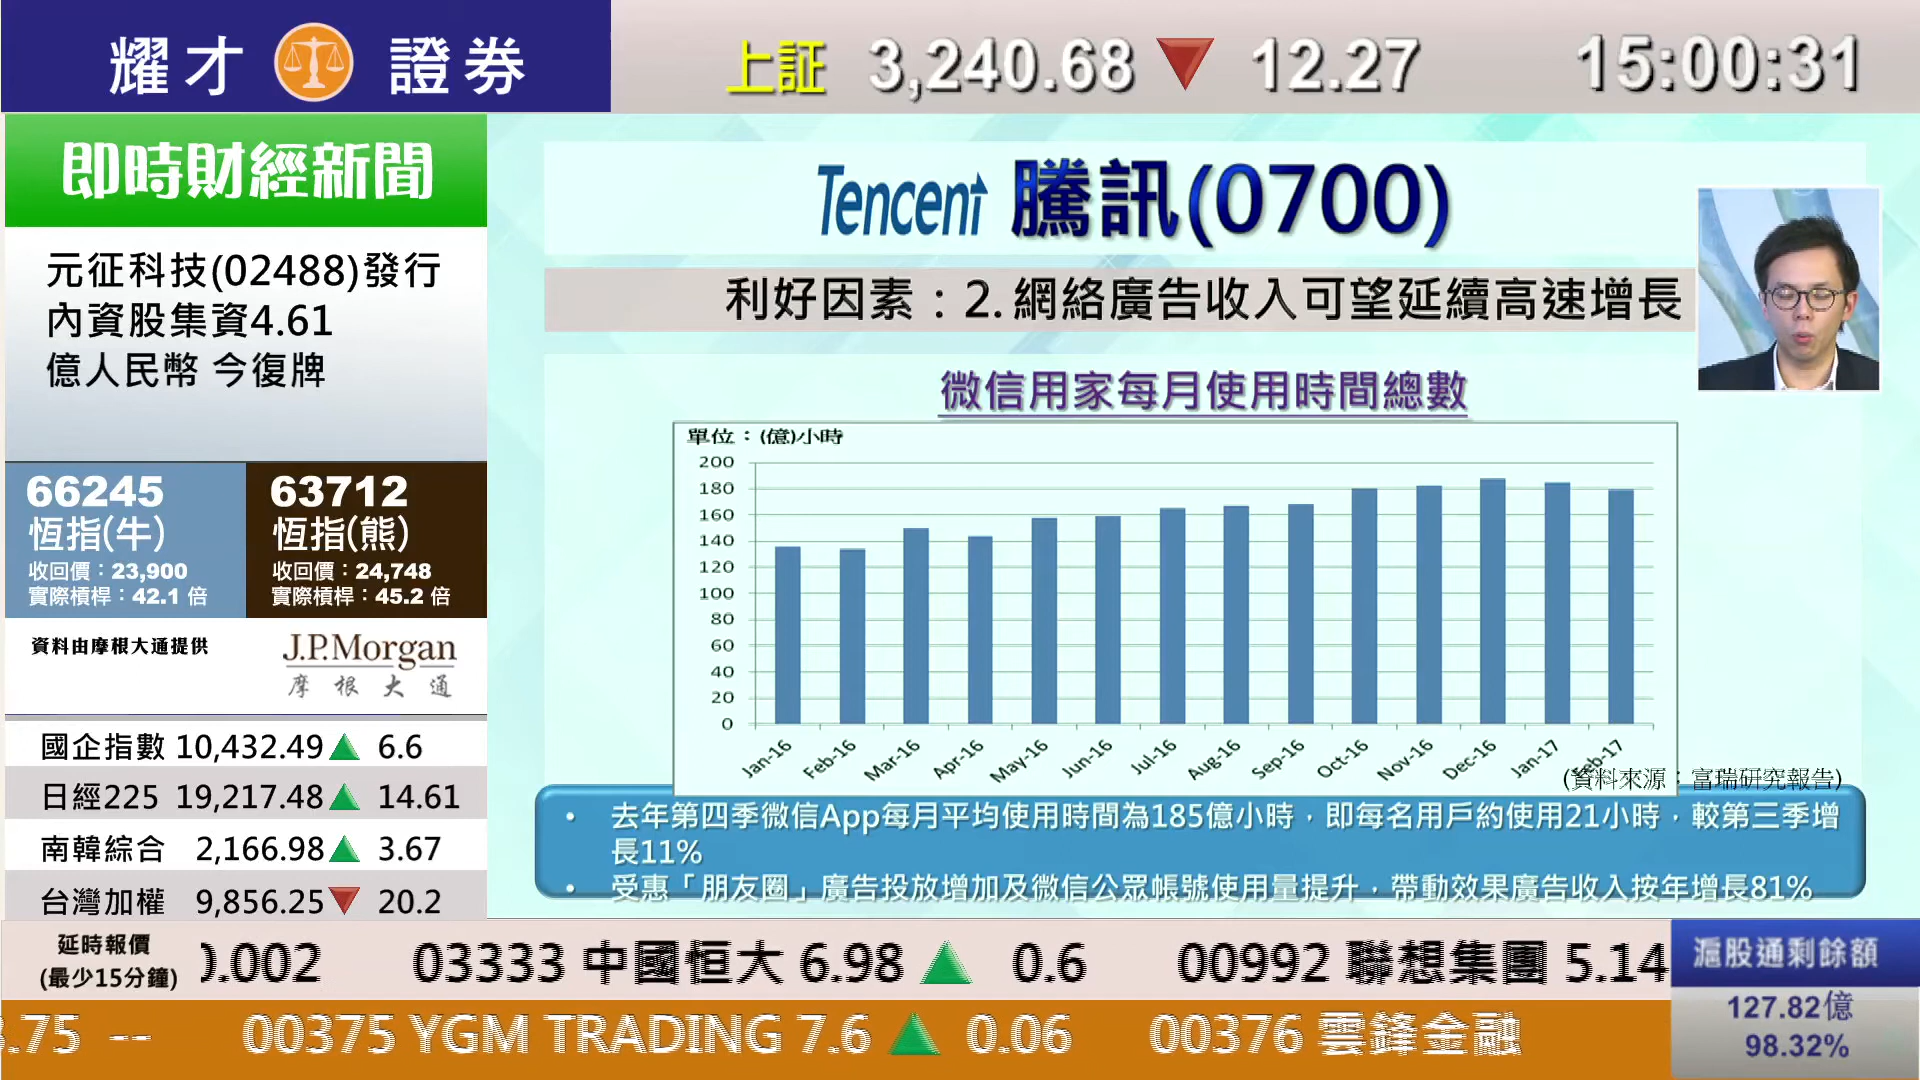 耀才 證券
上証 3,240.68 12.27 15:00:31
即時財經新聞
元征科技(02488)發行
內資股集資4.61
億人民幣 今復牌
66245
恆指(牛)
收回價：23,900
實際槓桿：42.1 倍
63712
恆指(熊)
收回價：24,748
實際槓桿：45.2 倍
資料由摩根大通提供
J.P.Morgan
摩根大通
國企指數 10,432.49 6.6
日經225 19,217.48 14.61
南韓綜合 2,166.98 3.67
台灣加權 9,856.25 20.2
Tencent 騰訊(0700)
利好因素：2. 網絡廣告收入可望延續高速增長
微信用家每月使用時間總數
單位：(億)小時
200
180
160
140
120
100
80
60
40
20
0
Jan-16 Feb-16 Mar-16 Apr-16 May-16 Jun-16 Jul-16 Aug-16 Sep-16 Oct-16 Nov-16 Dec-16 Jan-17 Feb-17
(資料來源：富瑞研究報告)
• 去年第四季微信App每月平均使用時間為185億小時，即每名用戶約使用21小時，較第三季增
長11%
• 受惠「朋友圈」廣告投放增加及微信公眾帳號使用量提升，帶動效果廣告收入按年增長81%
延時報價
(最少15分鐘)
.002 03333 中國恒大 6.98 0.6 00992 聯想集團 5.14
.75 -- 00375 YGM TRADING 7.6 0.06 00376 雲鋒金融
滬股通剩餘額
127.82億
98.32%